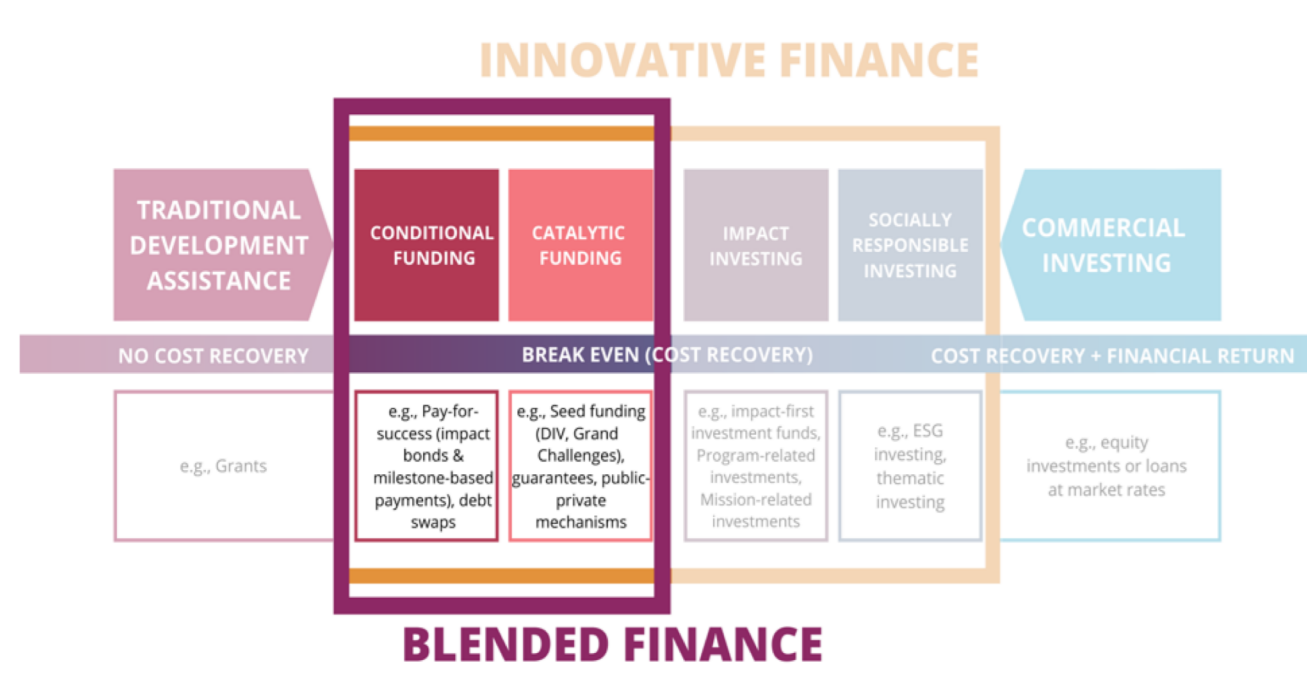 INNOVATIVE FINANCE
TRADITIONAL
DEVELOPMENT
ASSISTANCE
CONDITIONAL
FUNDING
CATALYTIC
FUNDING
IMPACT
INVESTING
SOCIALLY
RESPONSIBLE
INVESTING
COMMERCIAL
INVESTING
NO COST RECOVERY
BREAK EVEN (COST RECOVERY)
COST RECOVERY + FINANCIAL RETURN
e.g., Grants
e.g., Pay-for-
success (impact
bonds &
milestone-based
payments), debt
swaps
e.g., Seed funding
(DIV, Grand
Challenges),
guarantees, public-
private
mechanisms
e.g., impact-first
investment funds,
Program-related
investments,
Mission-related
investments
e.g., ESG
investing,
thematic
investing
e.g., equity
investments or loans
at market rates
BLENDED FINANCE